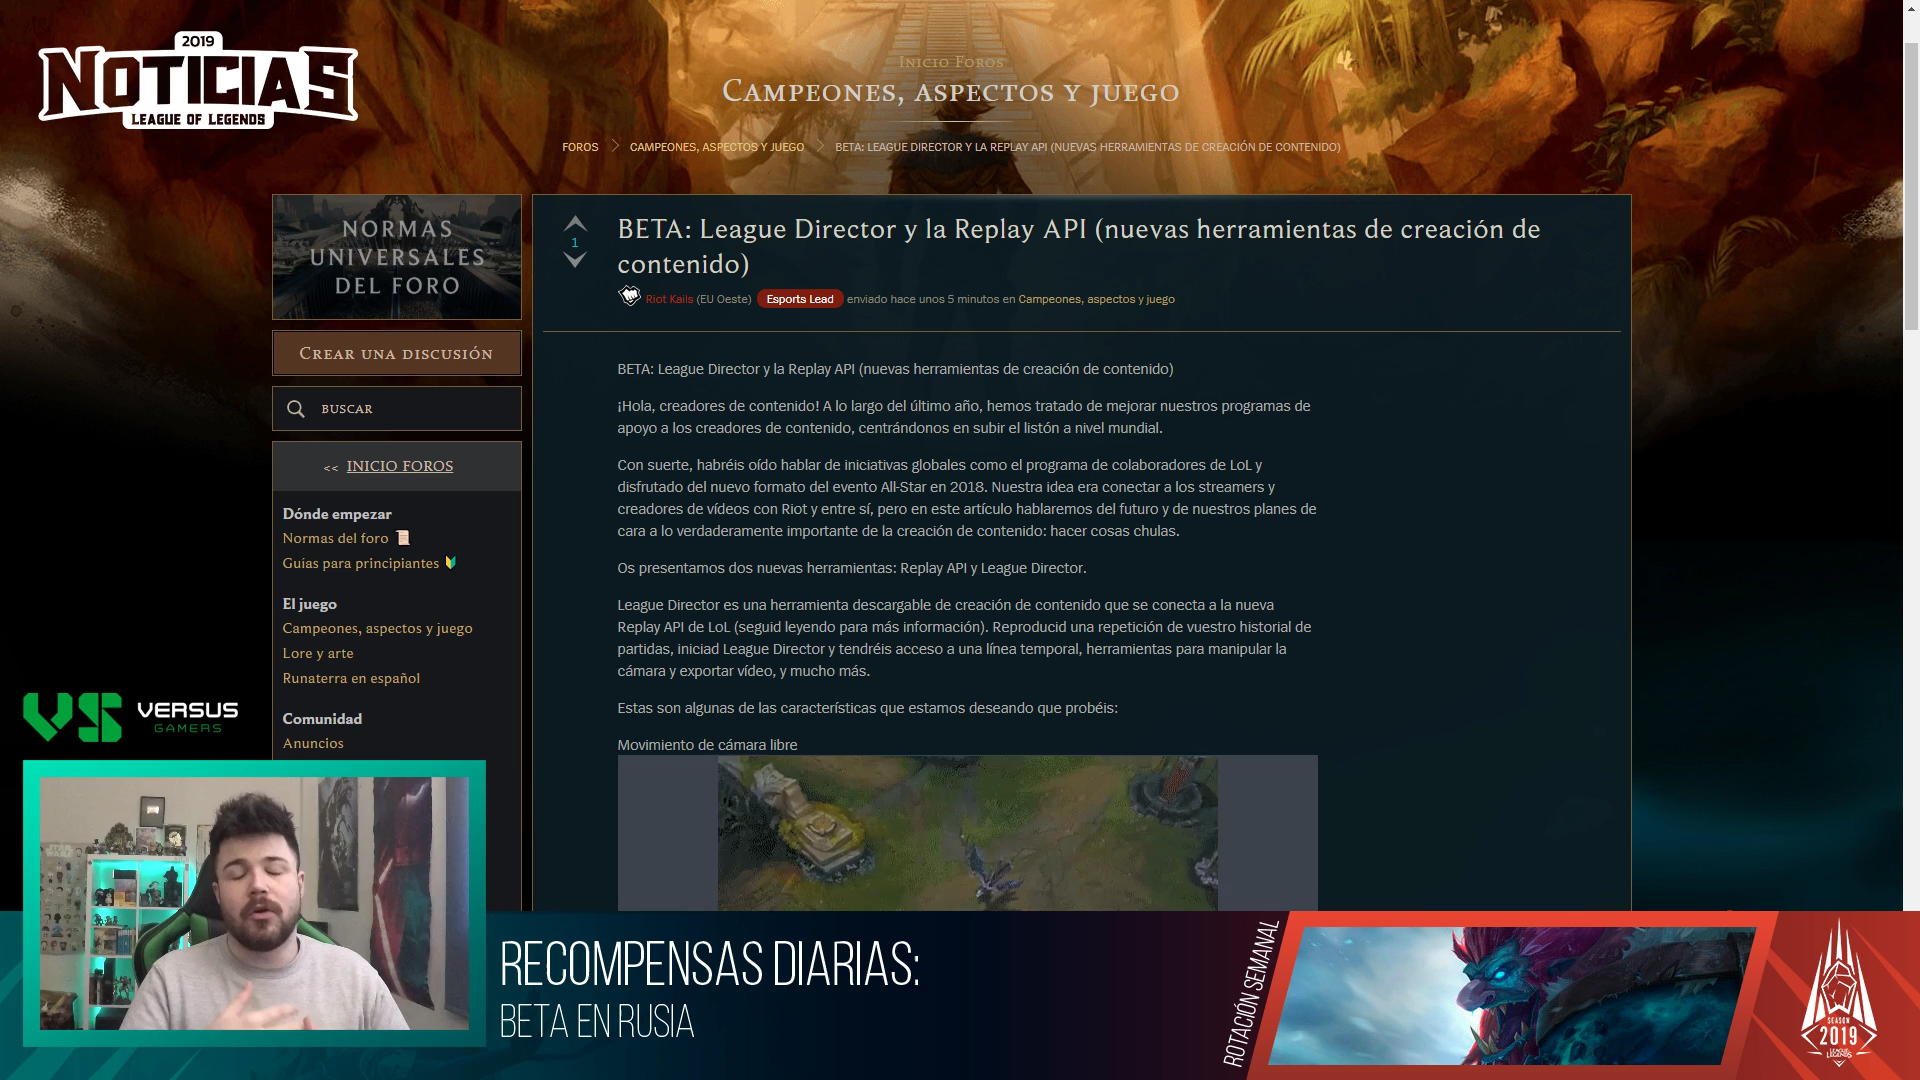 2019
NOTICIAS
LEAGUE OF LEGENDS
INICIO FOROS
CAMPEONES, ASPECTOS Y JUEGO
FOROS
CAMPEONES, ASPECTOS Y JUEGO
BETA: LEAGUE DIRECTOR Y LA REPLAY API (NUEVAS HERRAMIENTAS DE CREACIÓN DE CONTENIDO)
NORMAS
UNIVERSALES
DEL FORO
CREAR UNA DISCUSIÓN
BUSCAR
<< INICIO FOROS
Dónde empezar
Normas del foro
Guías para principiantes
El juego
Campeones, aspectos y juego
Lore y arte
Runaterra en español
Comunidad
Anuncios
1
BETA: League Director y la Replay API (nuevas herramientas de creación de
contenido)
Riot Kails (EU Oeste) Esports Lead enviado hace unos 5 minutos en Campeones, aspectos y juego
BETA: League Director y la Replay API (nuevas herramientas de creación de contenido)
¡Hola, creadores de contenido! A lo largo del último año, hemos tratado de mejorar nuestros programas de
apoyo a los creadores de contenido, centrándonos en subir el listón a nivel mundial.
Con suerte, habréis oído hablar de iniciativas globales como el programa de colaboradores de LoL y
disfrutado del nuevo formato del evento All-Star en 2018. Nuestra idea era conectar a los streamers y
creadores de vídeos con Riot y entre sí, pero en este artículo hablaremos del futuro y de nuestros planes de
cara a lo verdaderamente importante de la creación de contenido: hacer cosas chulas.
Os presentamos dos nuevas herramientas: Replay API y League Director.
League Director es una herramienta descargable de creación de contenido que se conecta a la nueva
Replay API de LoL (seguid leyendo para más información). Reproducid una repetición de vuestro historial de
partidas, iniciad League Director y tendréis acceso a una línea temporal, herramientas para manipular la
cámara y exportar vídeo, y mucho más.
Estas son algunas de las características que estamos deseando que probéis:
Movimiento de cámara libre
VS
VERSUS
GAMERS
STAR
WARS
RECOMPENSAS DIARIAS:
BETA EN RUSIA
ROTACIÓN SEMANAL
SEASON
2019
LEAGUE
LEGENDS